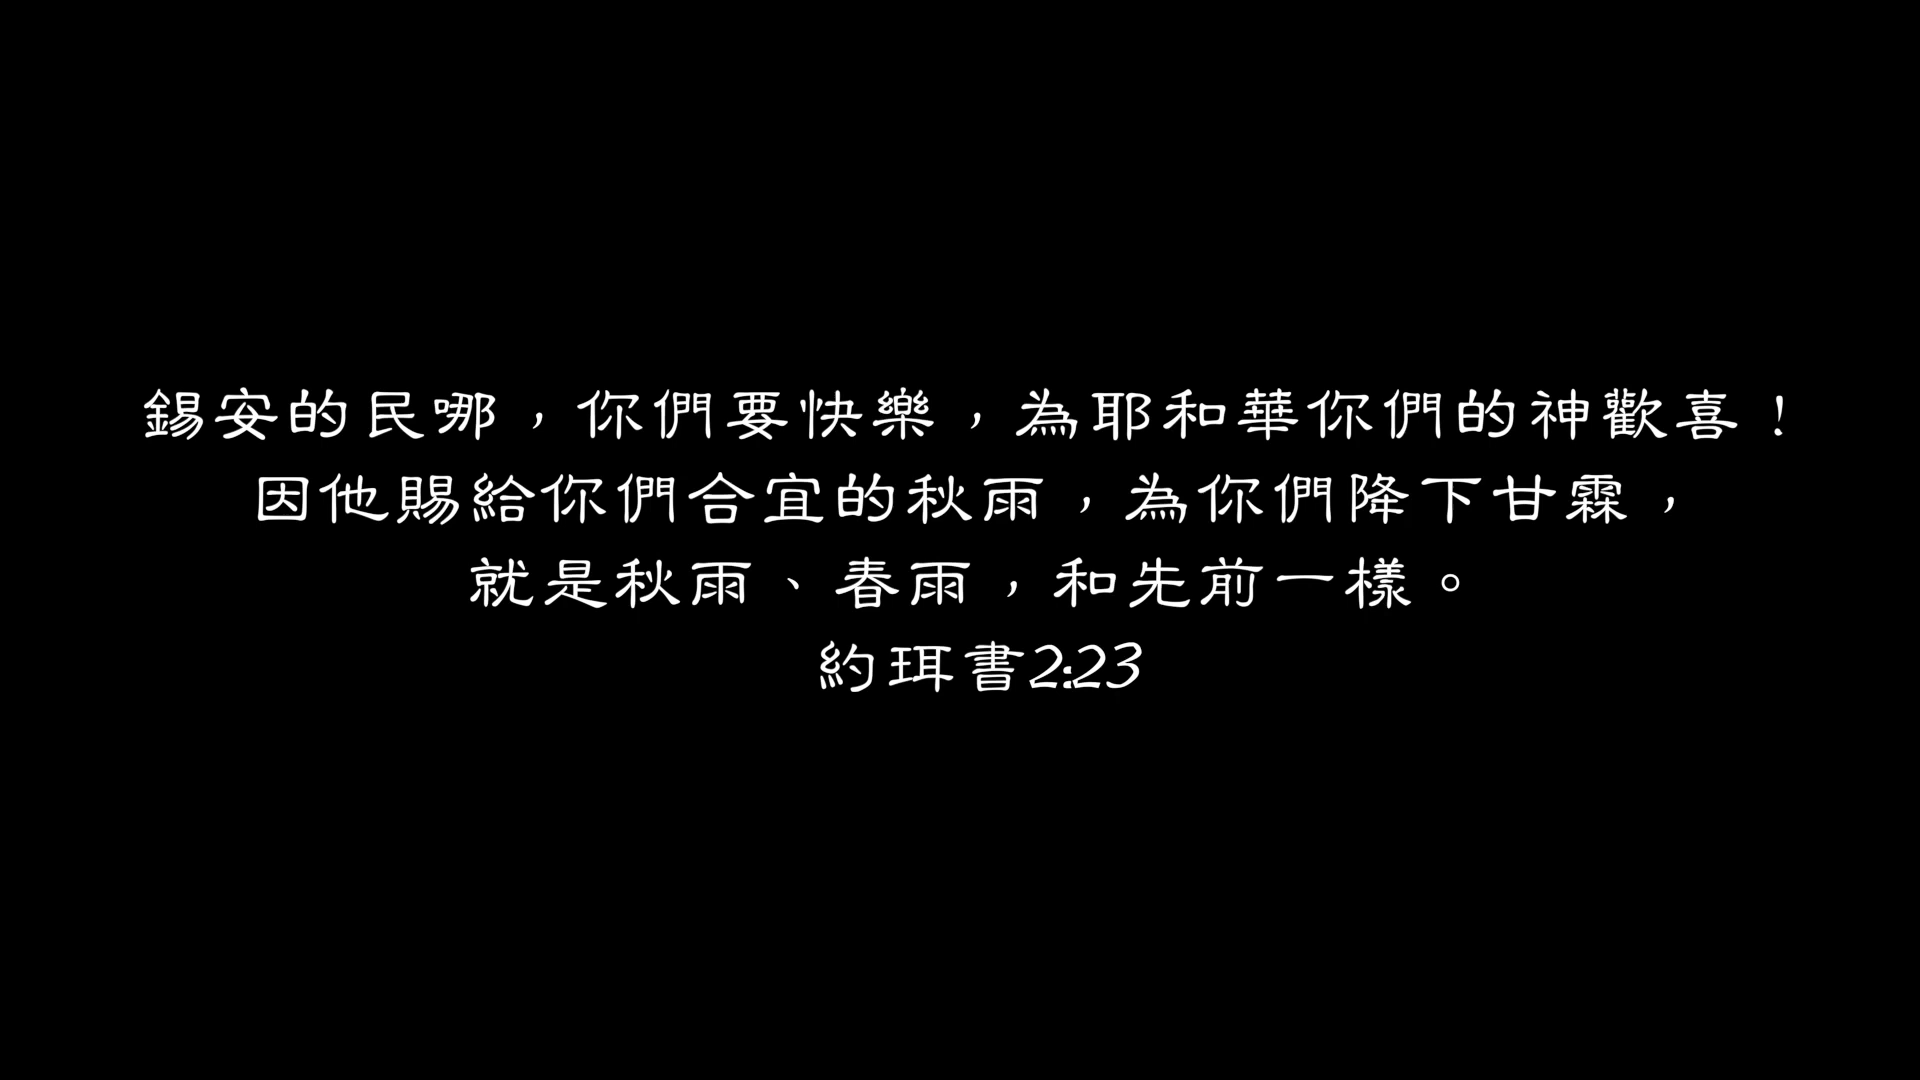 錫安的民哪，你們要快樂，為耶和華你們的神歡喜！
因他賜給你們合宜的秋雨，為你們降下甘霖，
就是秋雨、春雨，和先前一樣。
約珥書2:23